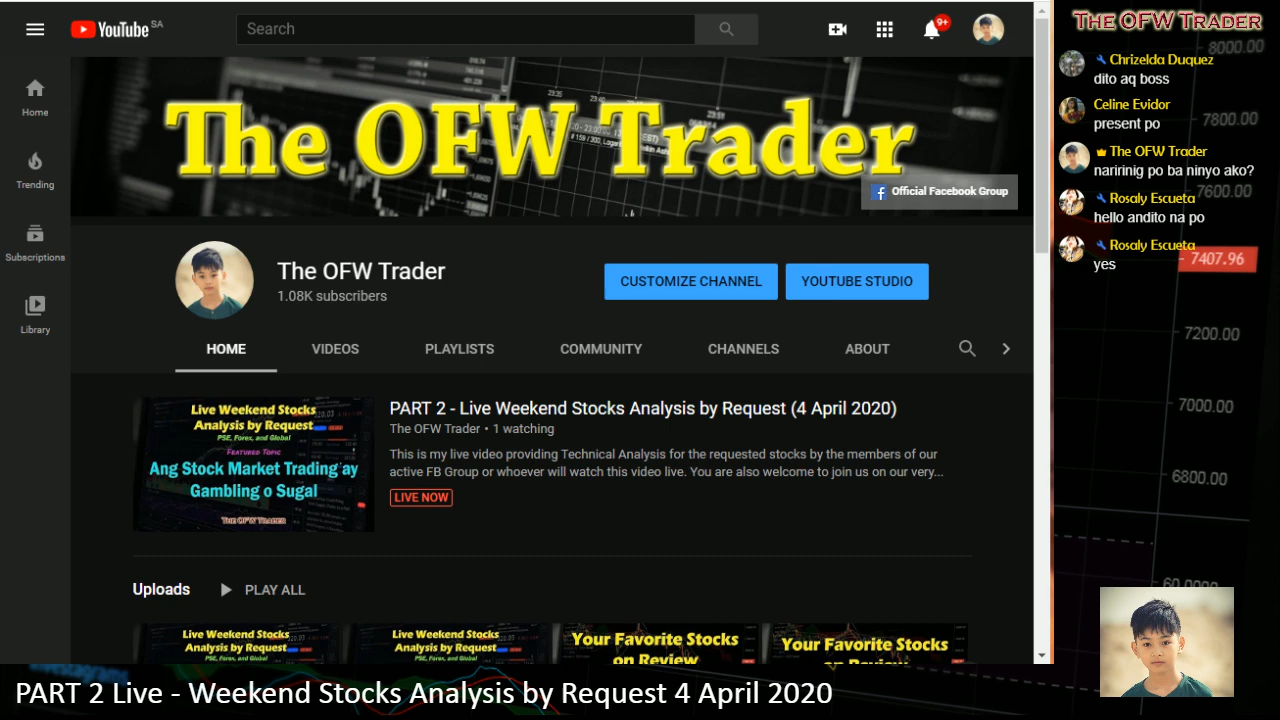 YouTube SA
Search
9+
Home
Trending
Subscriptions
Library
The OFW Trader
Official Facebook Group
The OFW Trader
1.08K subscribers
CUSTOMIZE CHANNEL
YOUTUBE STUDIO
HOME
VIDEOS
PLAYLISTS
COMMUNITY
CHANNELS
ABOUT
Live Weekend Stocks
Analysis by Request
PSE, Forex, and Global
FEATURED TOPIC
Ang Stock Market Trading ay
Gambling o Sugal
THE OFW TRADER
PART 2 - Live Weekend Stocks Analysis by Request (4 April 2020)
The OFW Trader • 1 watching
This is my live video providing Technical Analysis for the requested stocks by the members of our
active FB Group or whoever will watch this video live. You are also welcome to join us on our very...
LIVE NOW
Uploads
PLAY ALL
Live Weekend Stocks
Analysis by Request
PSE, Forex, and Global
Live Weekend Stocks
Analysis by Request
PSE, Forex, and Global
Your Favorite Stocks
on Review
Your Favorite Stocks
on Review
THE OFW TRADER
Chrizelda Duquez
dito aq boss
Celine Evidor
present po
The OFW Trader
naririnig po ba ninyo ako?
Rosaly Escueta
hello andito na po
Rosaly Escueta
yes
8000.00
7800.00
7600.00
7407.96
7200.00
7000.00
6800.00
60.0000
PART 2 Live - Weekend Stocks Analysis by Request 4 April 2020